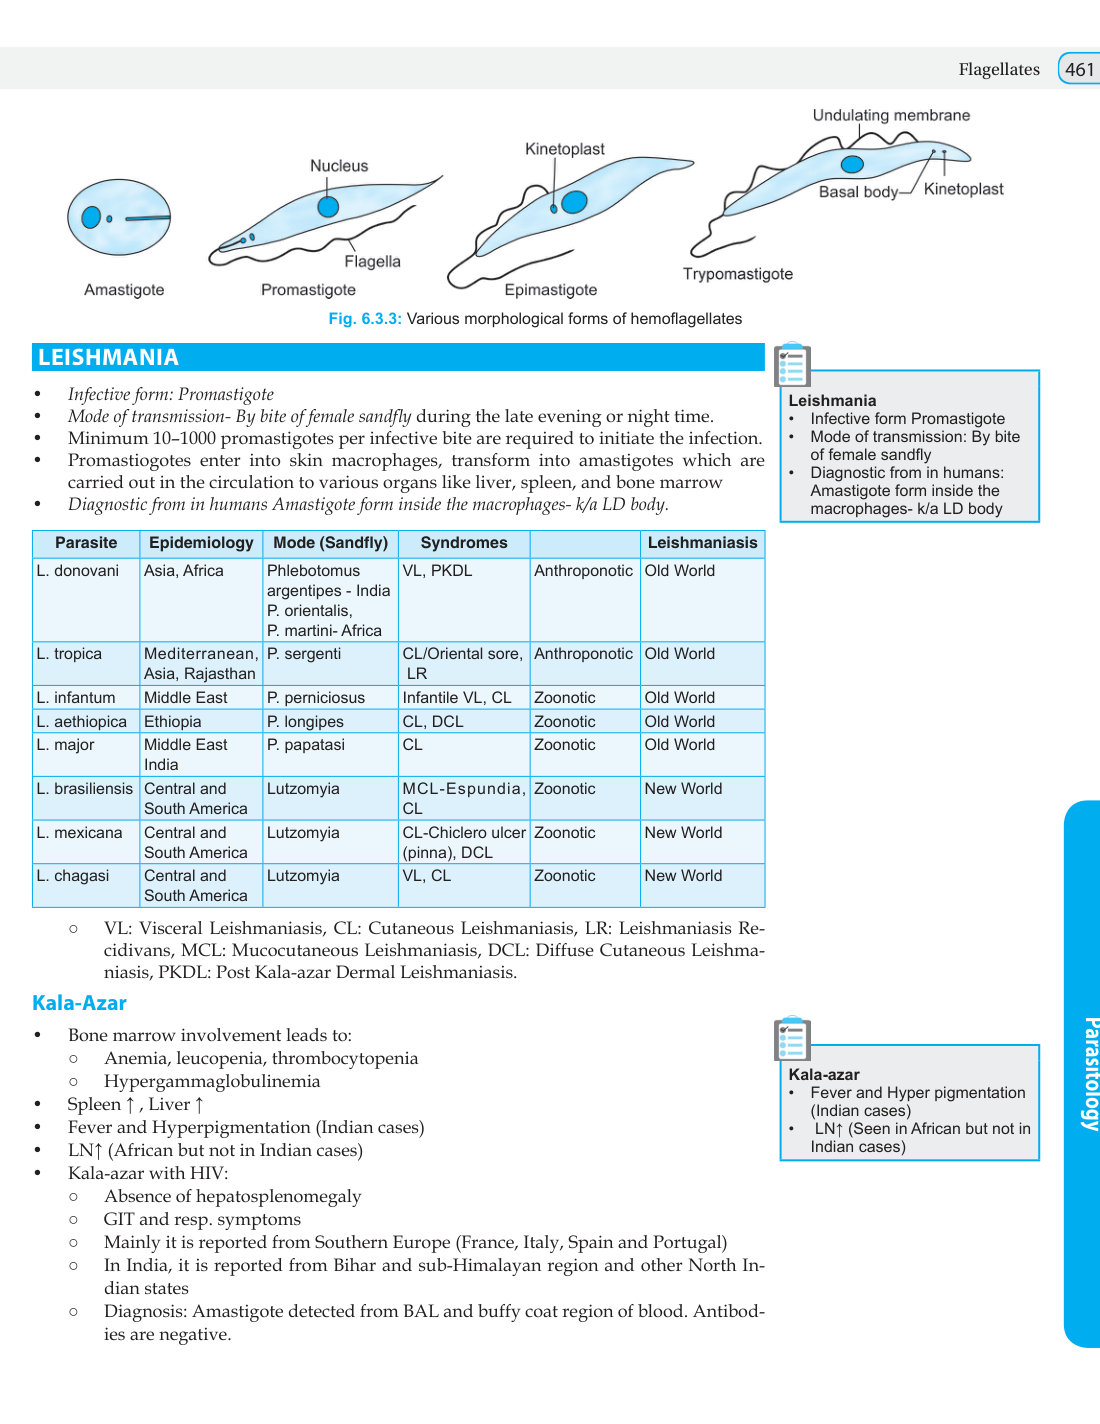 Flagellates 461
Undulating membrane
Kinetoplast
Nucleus
Basal body
Kinetoplast
Flagella
Trypomastigote
Amastigote
Promastigote
Epimastigote
Fig. 6.3.3: Various morphological forms of hemoflagellates
LEISHMANIA
• Infective form: Promastigote
• Mode of transmission- By bite of female sandfly during the late evening or night time.
• Minimum 10–1000 promastigotes per infective bite are required to initiate the infection.
• Promastiogotes enter into skin macrophages, transform into amastigotes which are
carried out in the circulation to various organs like liver, spleen, and bone marrow
• Diagnostic from in humans Amastigote form inside the macrophages- k/a LD body.
Leishmania
• Infective form Promastigote
• Mode of transmission: By bite
of female sandfly
• Diagnostic from in humans:
Amastigote form inside the
macrophages- k/a LD body
Parasite Epidemiology Mode (Sandfly) Syndromes Leishmaniasis
L. donovani Asia, Africa Phlebotomus VL, PKDL Anthroponotic Old World
argentipes - India
P. orientalis,
P. martini- Africa
L. tropica Mediterranean, P. sergenti CL/Oriental sore, Anthroponotic Old World
Asia, Rajasthan LR
L. infantum Middle East P. perniciosus Infantile VL, CL Zoonotic Old World
L. aethiopica Ethiopia P. longipes CL, DCL Zoonotic Old World
L. major Middle East P. papatasi CL Zoonotic Old World
India
L. brasiliensis Central and Lutzomyia MCL-Espundia, Zoonotic New World
South America CL
L. mexicana Central and Lutzomyia CL-Chiclero ulcer Zoonotic New World
South America (pinna), DCL
L. chagasi Central and Lutzomyia VL, CL Zoonotic New World
South America
○ VL: Visceral Leishmaniasis, CL: Cutaneous Leishmaniasis, LR: Leishmaniasis Re-
cidivans, MCL: Mucocutaneous Leishmaniasis, DCL: Diffuse Cutaneous Leishma-
niasis, PKDL: Post Kala-azar Dermal Leishmaniasis.
Kala-Azar
• Bone marrow involvement leads to:
○ Anemia, leucopenia, thrombocytopenia
○ Hypergammaglobulinemia
• Spleen ↑ , Liver ↑
• Fever and Hyperpigmentation (Indian cases)
• LN↑ (African but not in Indian cases)
• Kala-azar with HIV:
○ Absence of hepatosplenomegaly
○ GIT and resp. symptoms
○ Mainly it is reported from Southern Europe (France, Italy, Spain and Portugal)
○ In India, it is reported from Bihar and sub-Himalayan region and other North In-
dian states
○ Diagnosis: Amastigote detected from BAL and buffy coat region of blood. Antibod-
ies are negative.
Kala-azar
• Fever and Hyper pigmentation
(Indian cases)
• LN↑ (Seen in African but not in
Indian cases)
Parasitology